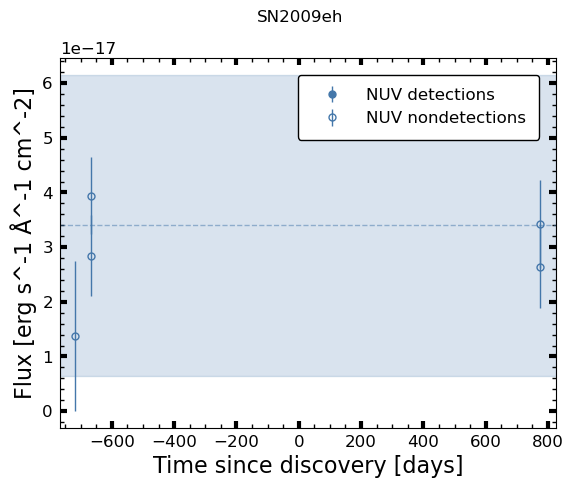 SN2009eh
1e−17
Flux [erg s^-1 Å^-1 cm^-2]
6
5
4
3
2
1
0
NUV detections
NUV nondetections
−600 −400 −200 0 200 400 600 800
Time since discovery [days]